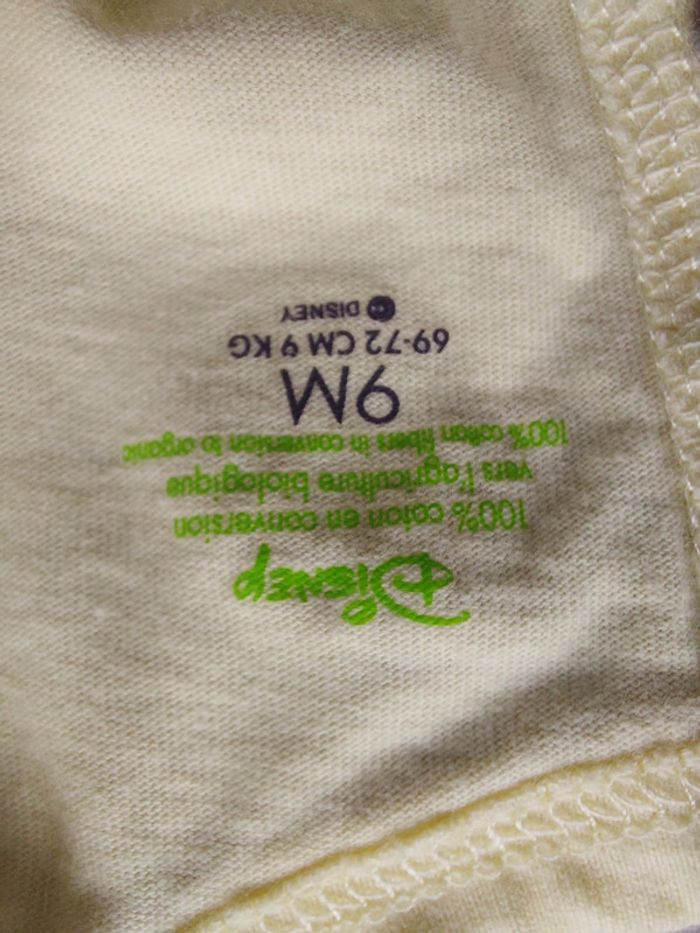 Disney
100% coton en conversion
vers l'agriculture biologique
100% cotton fibers in conversion to organic
9M
69-72 CM 9 KG
© DISNEY